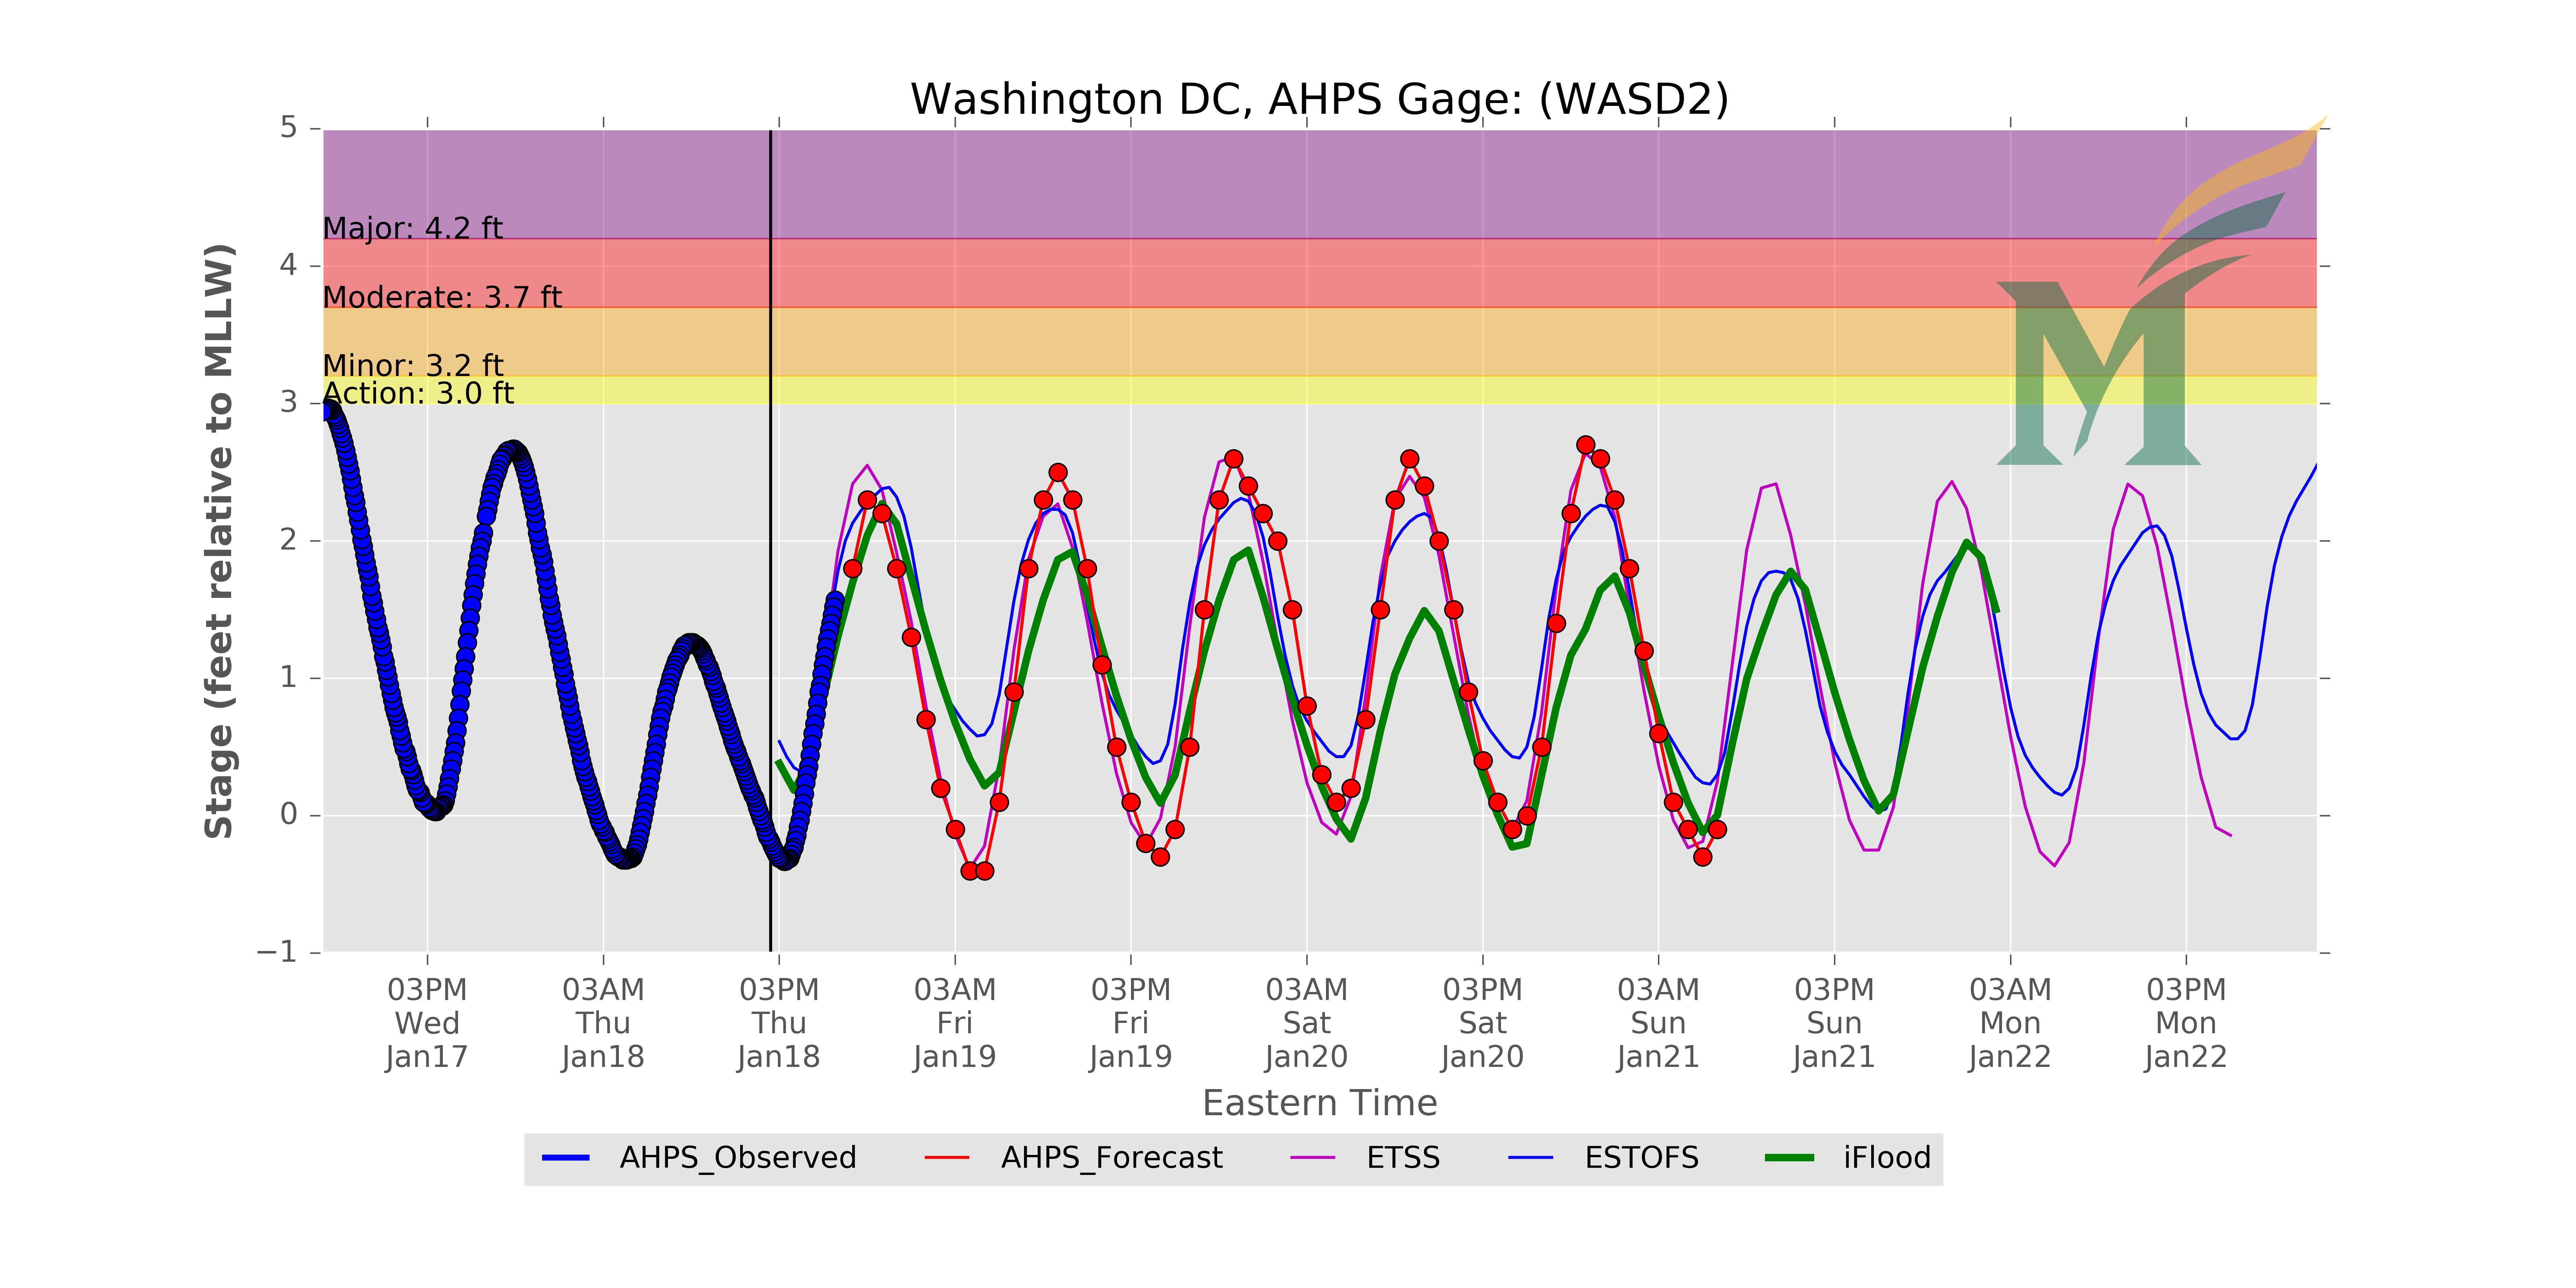 Washington DC, AHPS Gage: (WASD2)
Stage (feet relative to MLLW)
5
4
3
2
1
0
−1
Major: 4.2 ft
Moderate: 3.7 ft
Minor: 3.2 ft
Action: 3.0 ft
03PM
Wed
Jan17
03AM
Thu
Jan18
03PM
Thu
Jan18
03AM
Fri
Jan19
03PM
Fri
Jan19
03AM
Sat
Jan20
03PM
Sat
Jan20
03AM
Sun
Jan21
03PM
Sun
Jan21
03AM
Mon
Jan22
03PM
Mon
Jan22
Eastern Time
AHPS_Observed
AHPS_Forecast
ETSS
ESTOFS
iFlood
M